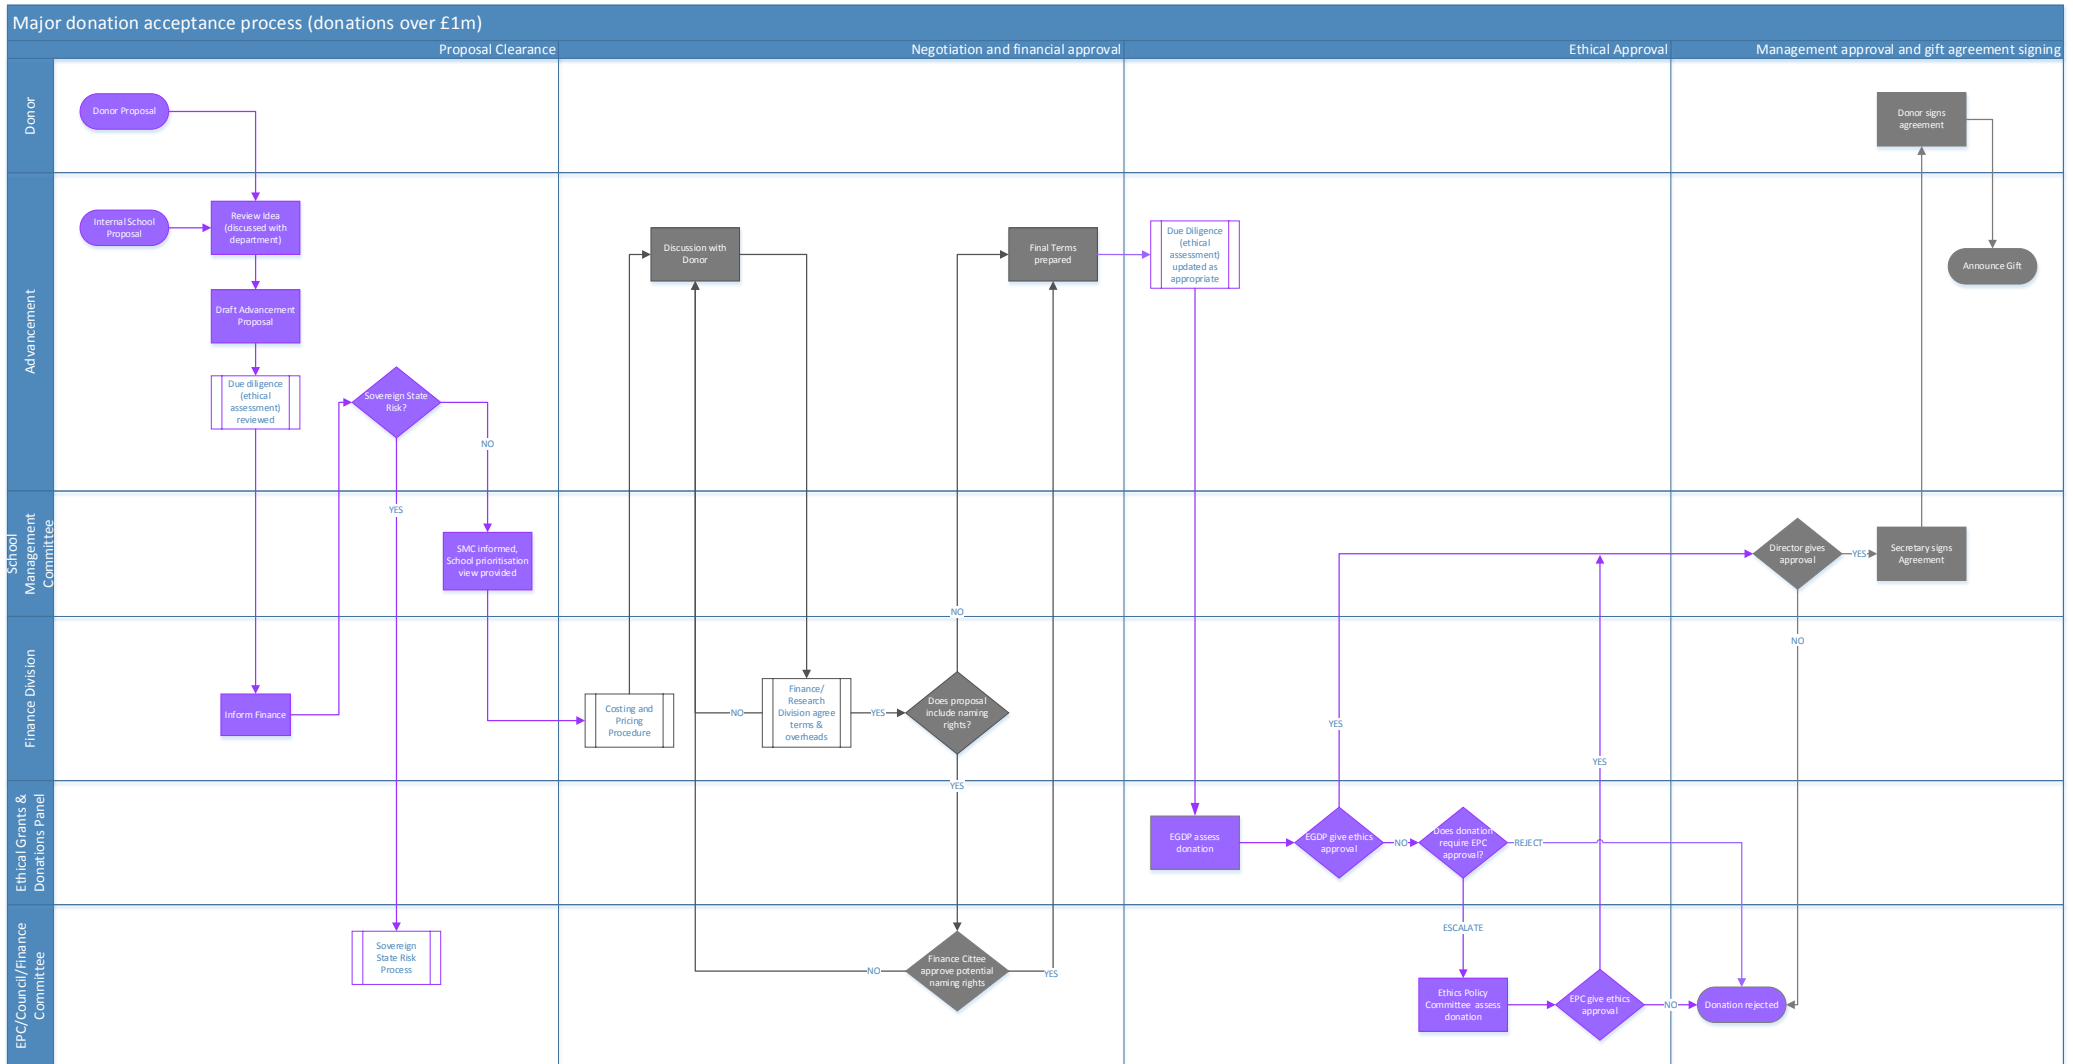 Major donation acceptance process (donations over £1m)
Proposal Clearance
Negotiation and financial approval
Ethical Approval
Management approval and gift agreement signing
Donor
Donor Proposal
Donor signs
agreement
Advancement
Internal School
Proposal
Review Idea
(discussed with
department)
Draft Advancement
Proposal
Due diligence
(ethical
assessment)
reviewed
Sovereign State
Risk?
NO
YES
Discussion with
Donor
Final Terms
prepared
Due Diligence
(ethical
assessment)
updated as
appropriate
Announce Gift
School
Management
Committee
SMC informed,
School prioritisation
view provided
NO
Director gives
approval
YES
Secretary signs
Agreement
NO
Finance Division
Inform Finance
Costing and
Pricing
Procedure
NO
Finance/
Research
Division agree
terms &
overheads
YES
Does proposal
include naming
rights?
YES
YES
YES
Ethical Grants &
Donations Panel
EGDP assess
donation
EGDP give ethics
approval
NO
Does donation
require EPC
approval?
REJECT
ESCALATE
EPC/Council/Finance
Committee
Sovereign
State Risk
Process
NO
Finance Cittee
approve potential
naming rights
YES
Ethics Policy
Committee assess
donation
EPC give ethics
approval
NO
Donation rejected